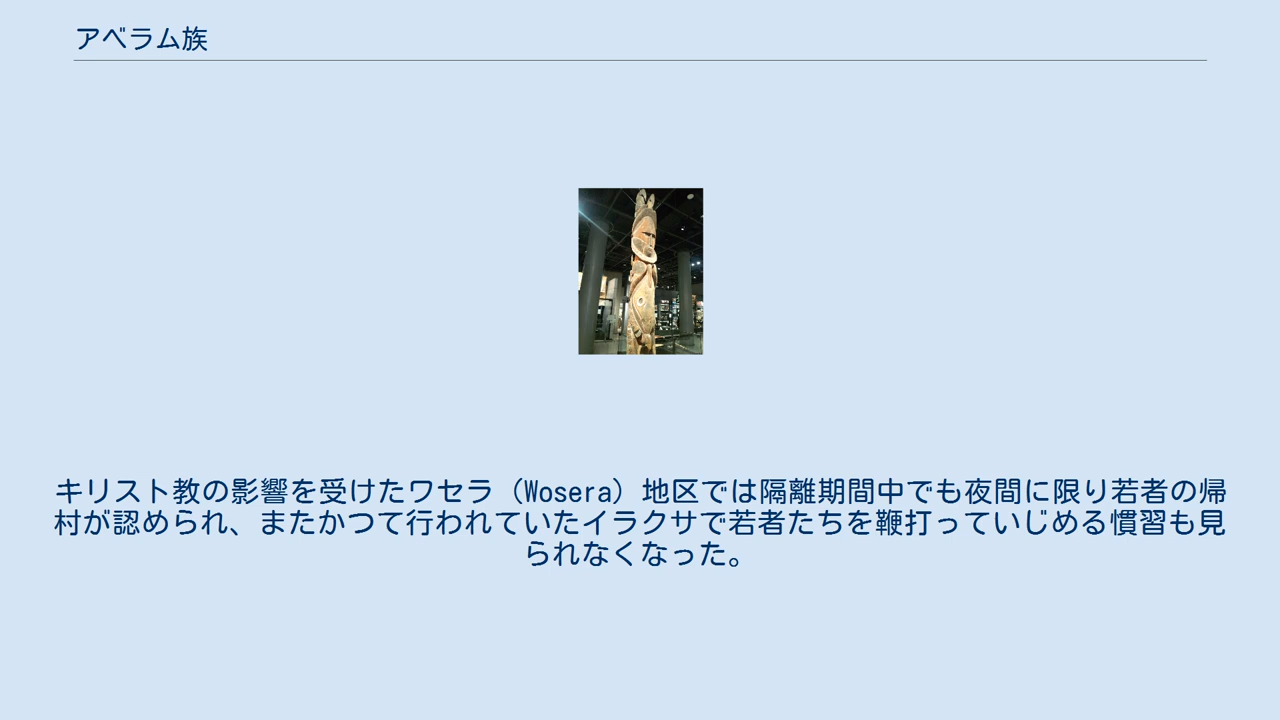 アベラム族
キリスト教の影響を受けたワセラ（Wosera）地区では隔離期間中でも夜間に限り若者の帰
村が認められ、またかつて行われていたイラクサで若者たちを鞭打っていじめる慣習も見
られなくなった。